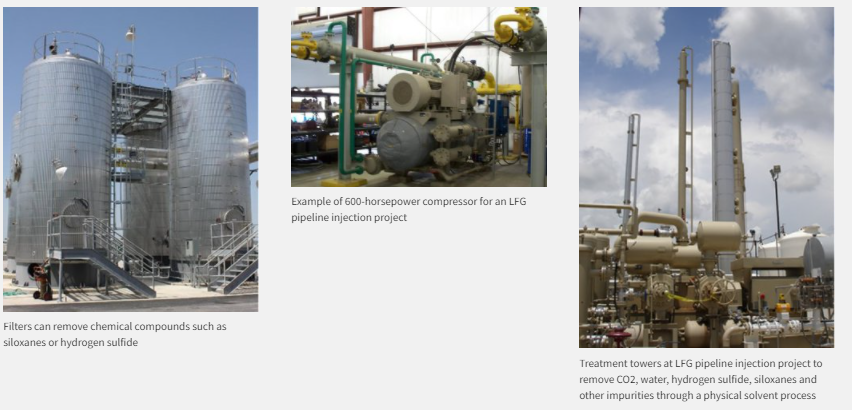 Filters can remove chemical compounds such as
siloxanes or hydrogen sulfide
Example of 600-horsepower compressor for an LFG
pipeline injection project
Treatment towers at LFG pipeline injection project to
remove CO2, water, hydrogen sulfide, siloxanes and
other impurities through a physical solvent process